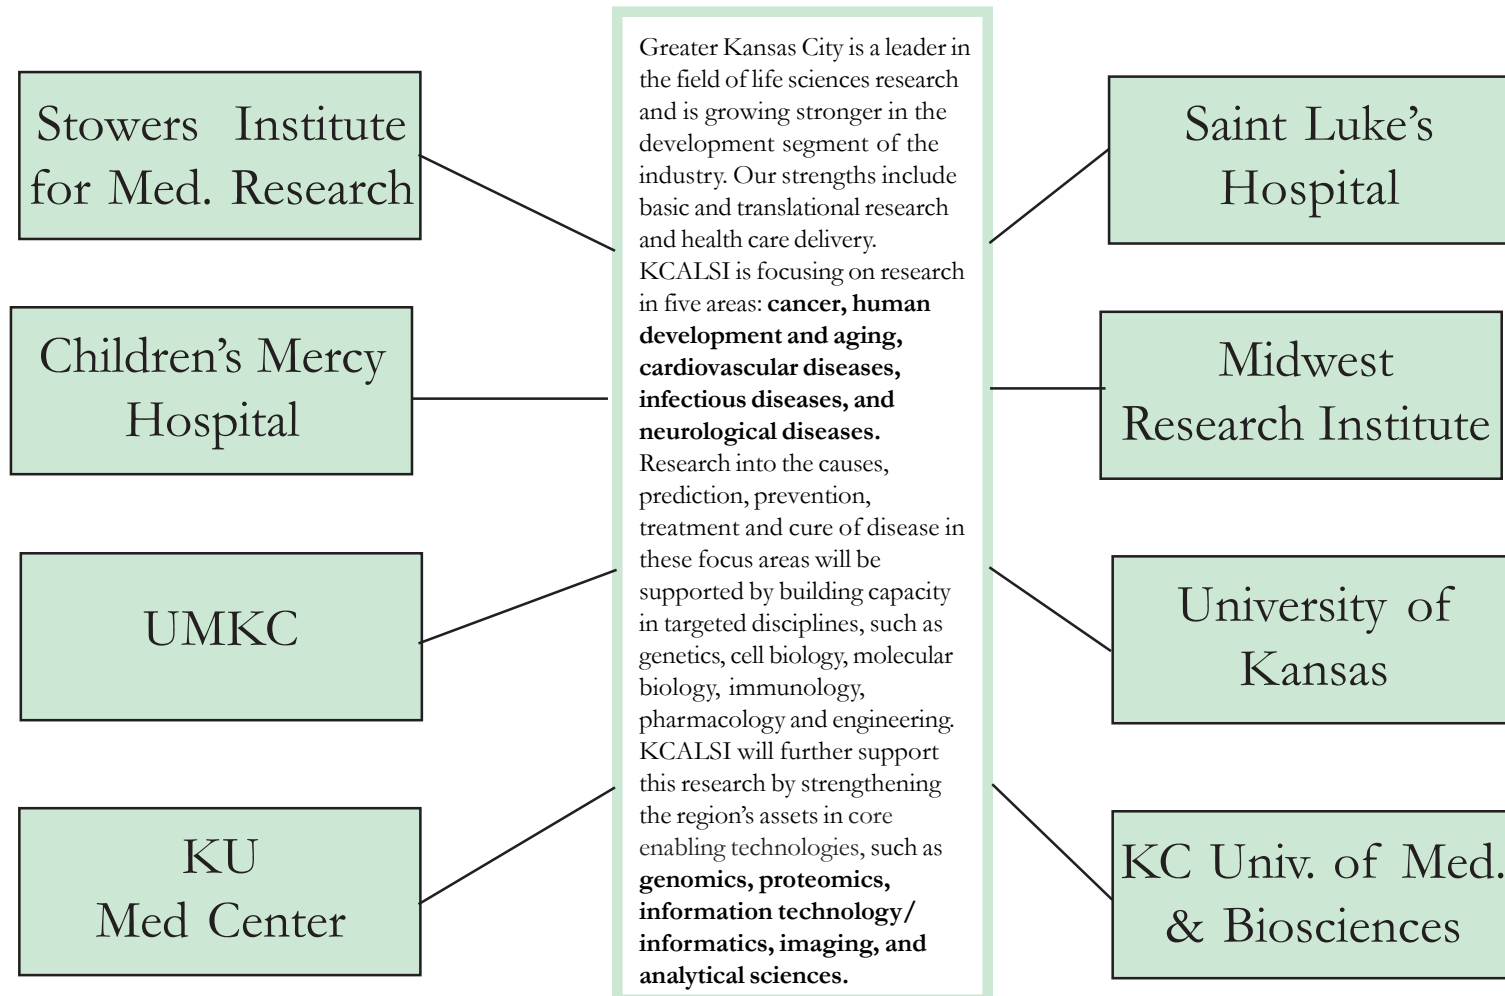 Stowers Institute
for Med. Research
Children's Mercy
Hospital
UMKC
KU
Med Center
Greater Kansas City is a leader in
the field of life sciences research
and is growing stronger in the
development segment of the
industry. Our strengths include
basic and translational research
and health care delivery.
KCALSI is focusing on research
in five areas: cancer, human
development and aging,
cardiovascular diseases,
infectious diseases, and
neurological diseases.
Research into the causes,
prediction, prevention,
treatment and cure of disease in
these focus areas will be
supported by building capacity
in targeted disciplines, such as
genetics, cell biology, molecular
biology, immunology,
pharmacology and engineering.
KCALSI will further support
this research by strengthening
the region's assets in core
enabling technologies, such as
genomics, proteomics,
information technology/
informatics, imaging, and
analytical sciences.
Saint Luke's
Hospital
Midwest
Research Institute
University of
Kansas
KC Univ. of Med.
& Biosciences